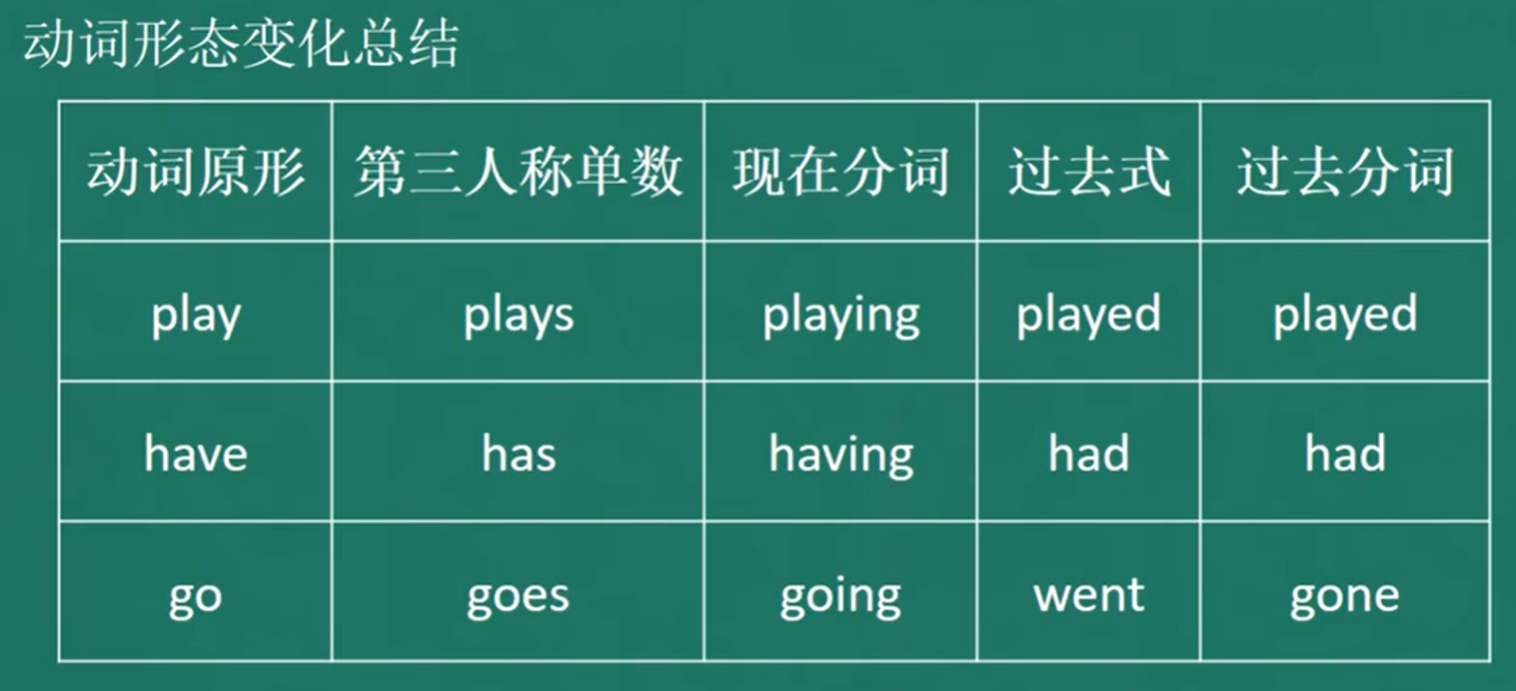 动词形态变化总结
动词原形 第三人称单数 现在分词 过去式 过去分词
play plays playing played played
have has having had had
go goes going went gone